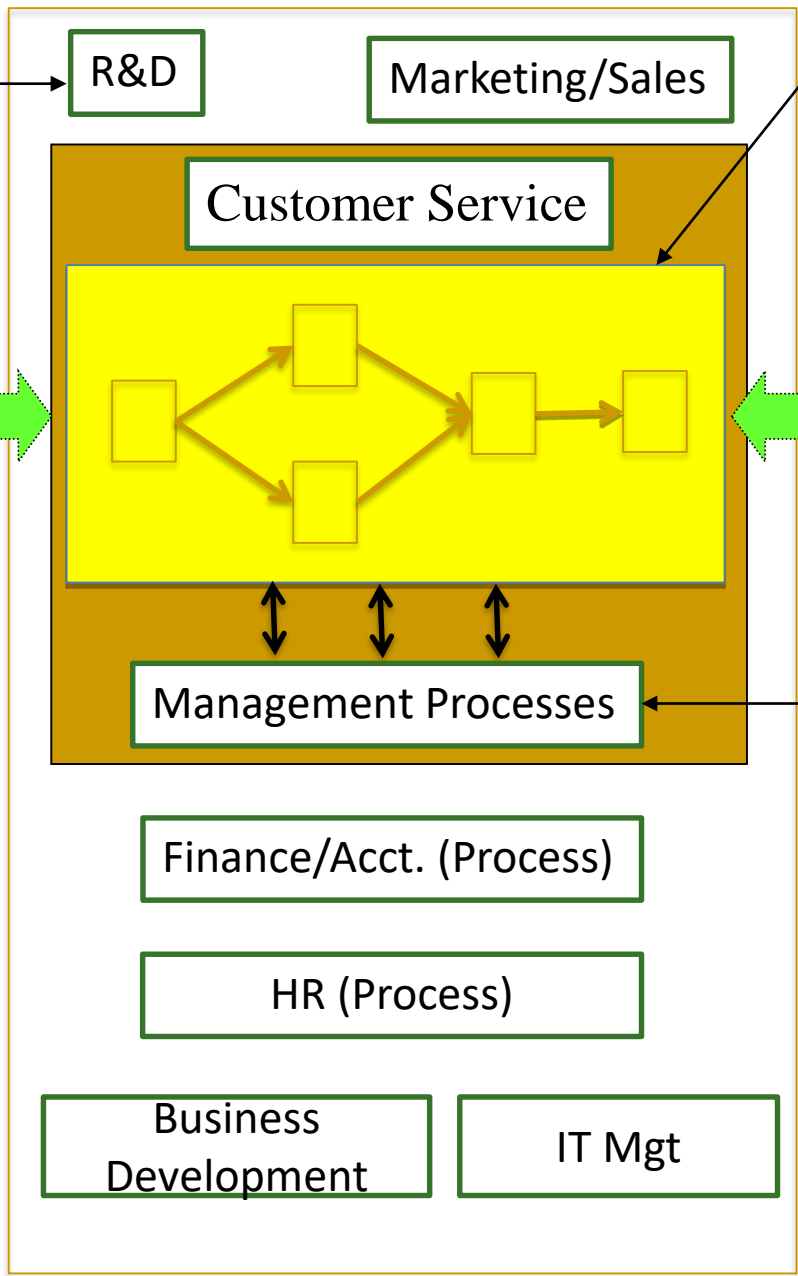 R&D
Marketing/Sales
Customer Service
Management Processes
Finance/Acct. (Process)
HR (Process)
Business
Development
IT Mgt